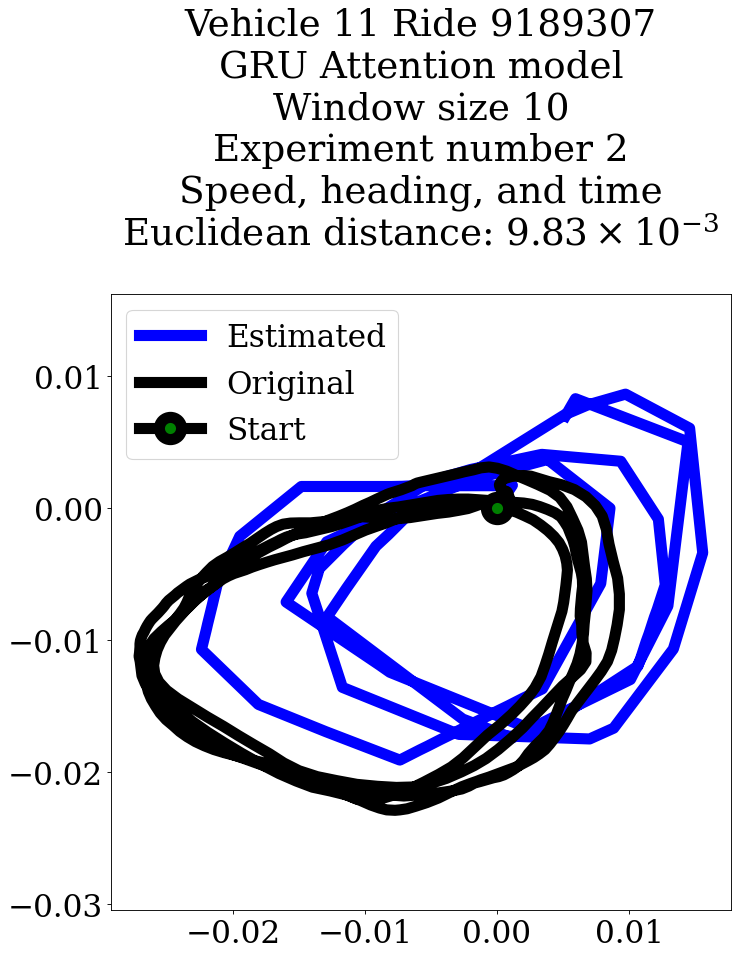 Vehicle 11 Ride 9189307
GRU Attention model
Window size 10
Experiment number 2
Speed, heading, and time
Euclidean distance: 9.83 × 10⁻³
Estimated
Original
Start
0.01
0.00
−0.01
−0.02
−0.03
−0.02 −0.01 0.00 0.01